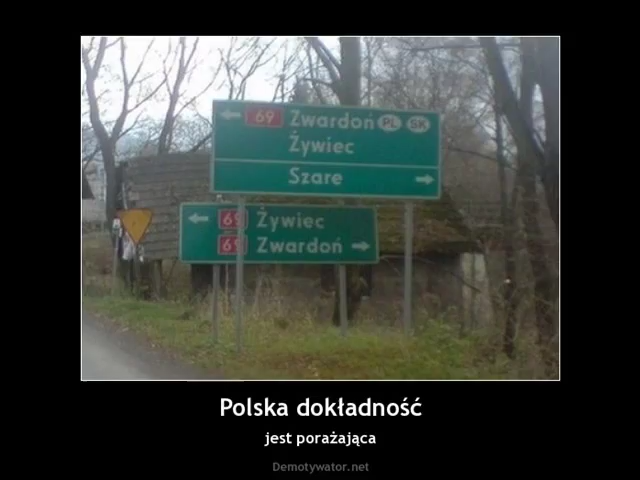 69 Zwardoń PL SK
Żywiec
Szare
69 Żywiec
69 Zwardoń
Polska dokładność
jest porażająca
Demotywator.net